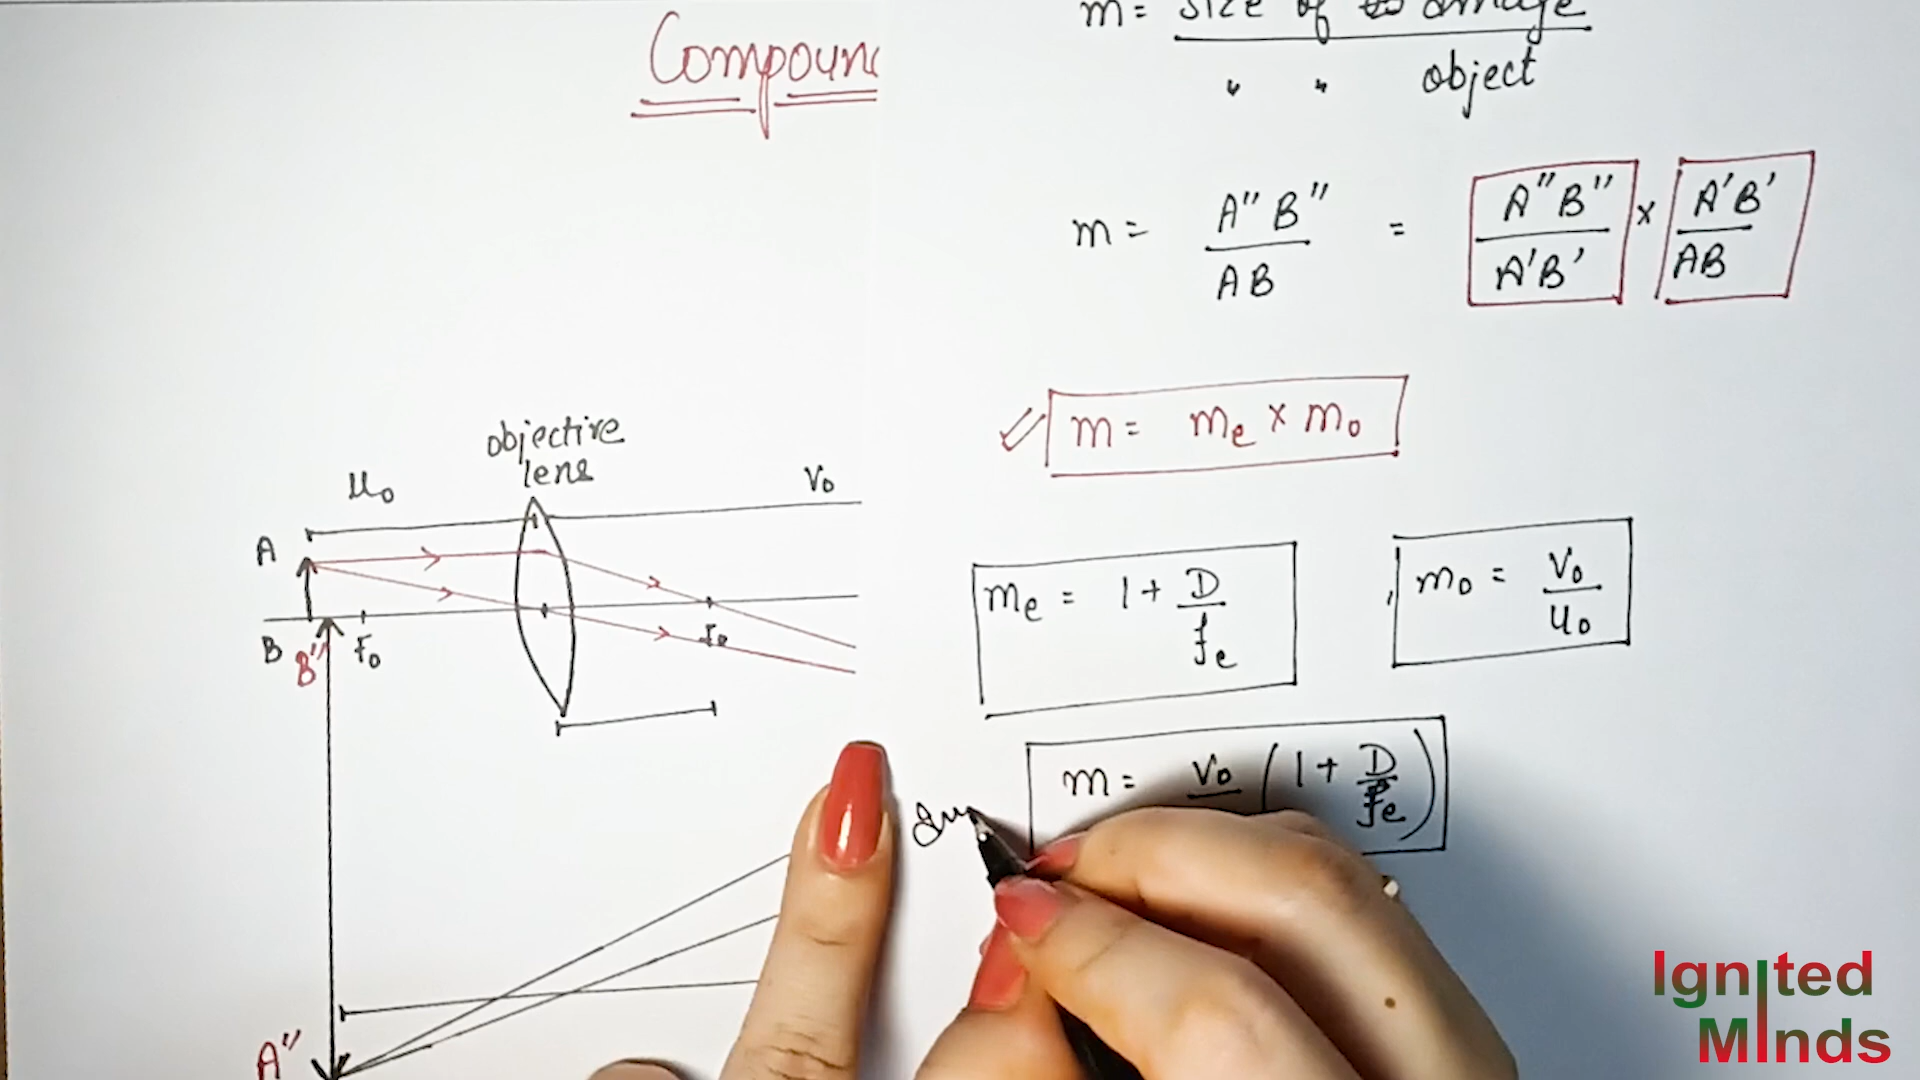 Compoun
m = size of image
" " object
m = A″B″ / AB = A″B″ / A′B′ × A′B′ / AB
m = me × mo
objective
lens
uo
vo
me = 1 + D / fe
, mo = vo / uo
A
B
B″
fo
fo
m = vo (1 + D / fe)
A″
Ignited
Minds